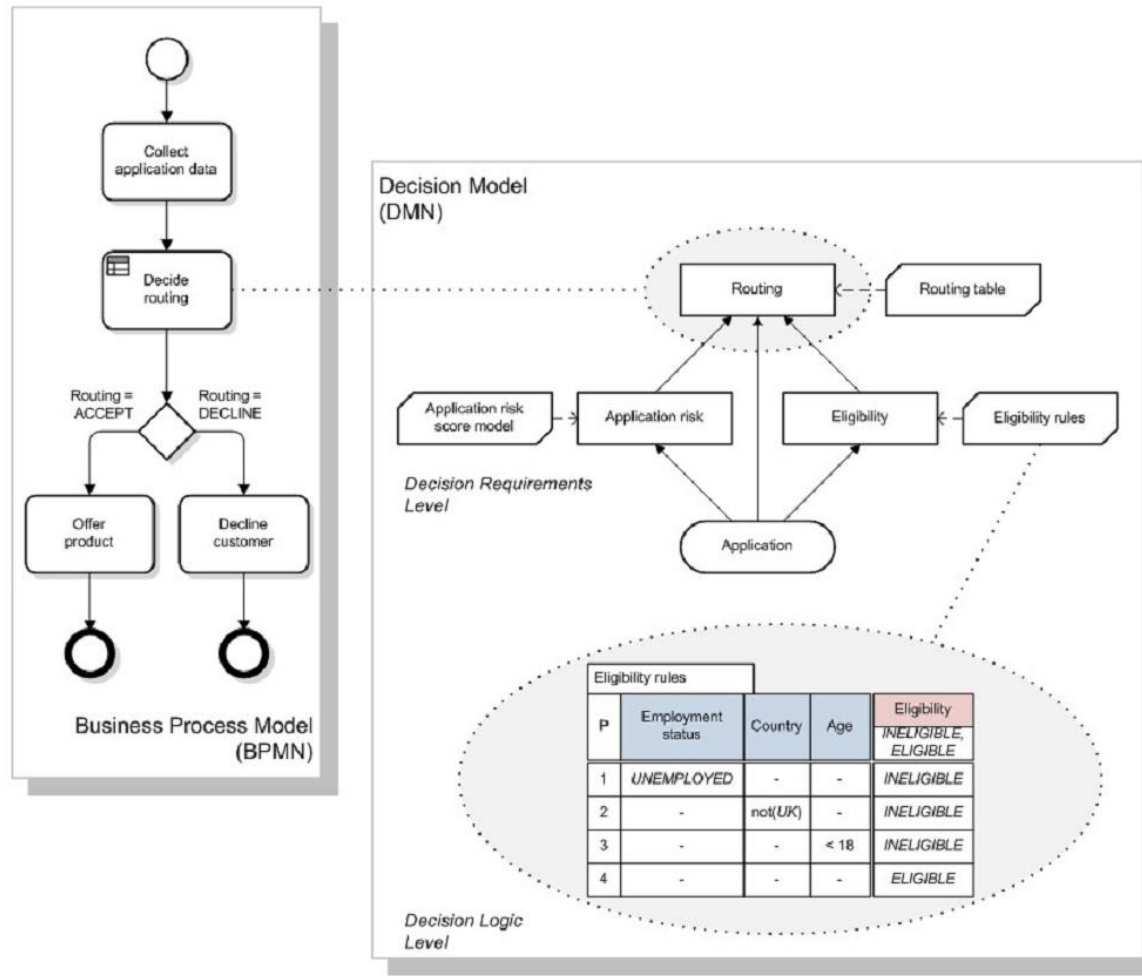 Collect
application data
Decide
routing
Routing =
ACCEPT
Routing =
DECLINE
Offer
product
Decline
customer
Business Process Model
(BPMN)
Decision Model
(DMN)
Routing
Routing table
Application risk
score model
Application risk
Eligibility
Eligibility rules
Decision Requirements
Level
Application
Eligibility rules
P
Employment
status
Country
Age
Eligibility
INELIGIBLE,
ELIGIBLE
1 UNEMPLOYED - - INELIGIBLE
2 - not(UK) - INELIGIBLE
3 - - < 18 INELIGIBLE
4 - - - ELIGIBLE
Decision Logic
Level